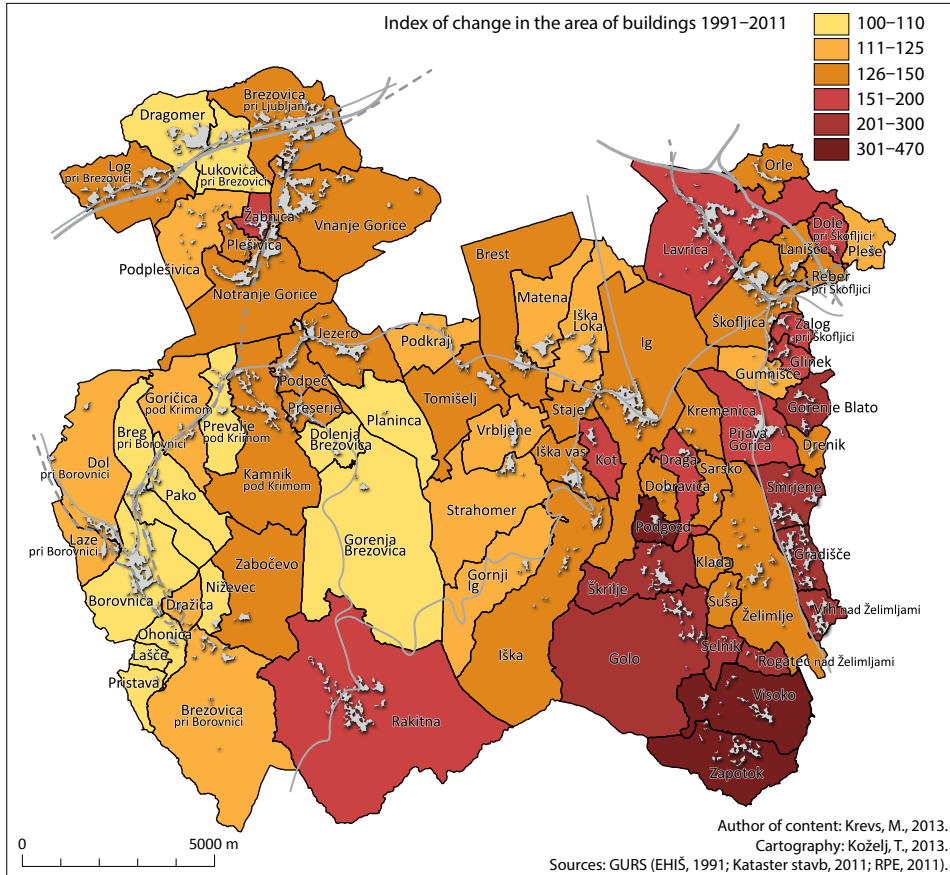 Index of change in the area of buildings 1991–2011
100–110
111–125
126–150
151–200
201–300
301–470
Brezovica
pri Ljubljani
Dragomer
Log
pri Brezovici
Lukovica
pri Brezovici
Žabnica
Vnanje Gorice
Plešivica
Podplešivica
Notranje Gorice
Orle
Dole
pri Škofljici
Lavrica
Lanišče
Pleše
Reber
pri Škofljici
Brest
Matena
Iška
Loka
Ig
Škofljica
Zalog
pri Škofljici
Glinek
Gumnišče
Jezero
Podkraj
Podpeč
Goričica
pod Krimom
Preserje
Planinca
Tomišelj
Staje
Kremenica
Gorenje Blato
Breg
pri Borovnici
Prevalje
pod Krimom
Dolenja
Brezovica
Vrbljene
Pijava
Gorica
Drenik
Dol
pri Borovnici
Iška vas
Kot
Draga
Sarsko
Kamnik
pod Krimom
Dobravica
Smrjene
Pako
Strahomer
Podgozd
Laze
pri Borovnici
Gorenja
Brezovica
Gradišče
Zabočevo
Klada
Gornji
Ig
Škrilje
Niževec
Borovnica
Dražica
Suša
Želimlje
Vrh nad Želimljami
Ohonica
Lašče
Iška
Golo
Selnik
Rogatec nad Želimljami
Pristava
Visoko
Brezovica
pri Borovnici
Rakitna
Zapotok
Author of content: Krevs, M., 2013.
Cartography: Koželj, T., 2013.
Sources: GURS (EHIŠ, 1991; Kataster stavb, 2011; RPE, 2011).
0 5000 m